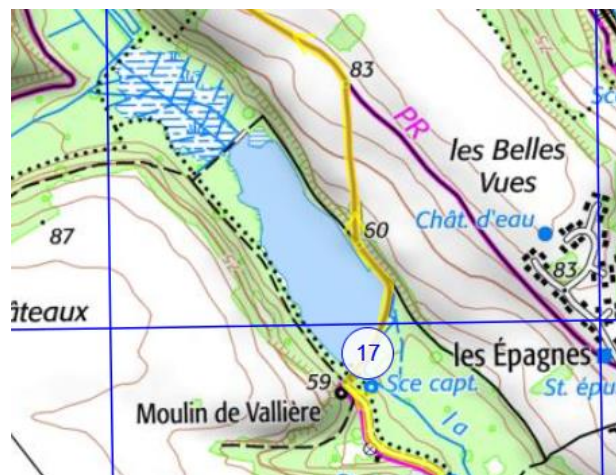 83
PR
les Belles
Vues
Chât. d'eau
60
87
83
75
âteaux
17
les Épagnes
59
Sce capt.
St. épu
Moulin de Vallière
la